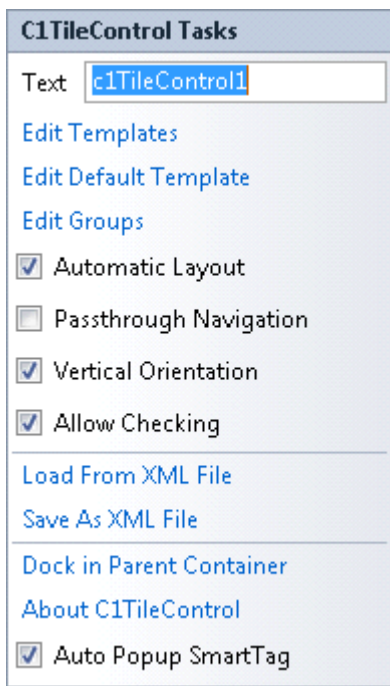 C1TileControl Tasks
Text c1TileControl1
Edit Templates
Edit Default Template
Edit Groups
Automatic Layout
Passthrough Navigation
Vertical Orientation
Allow Checking
Load From XML File
Save As XML File
Dock in Parent Container
About C1TileControl
Auto Popup SmartTag